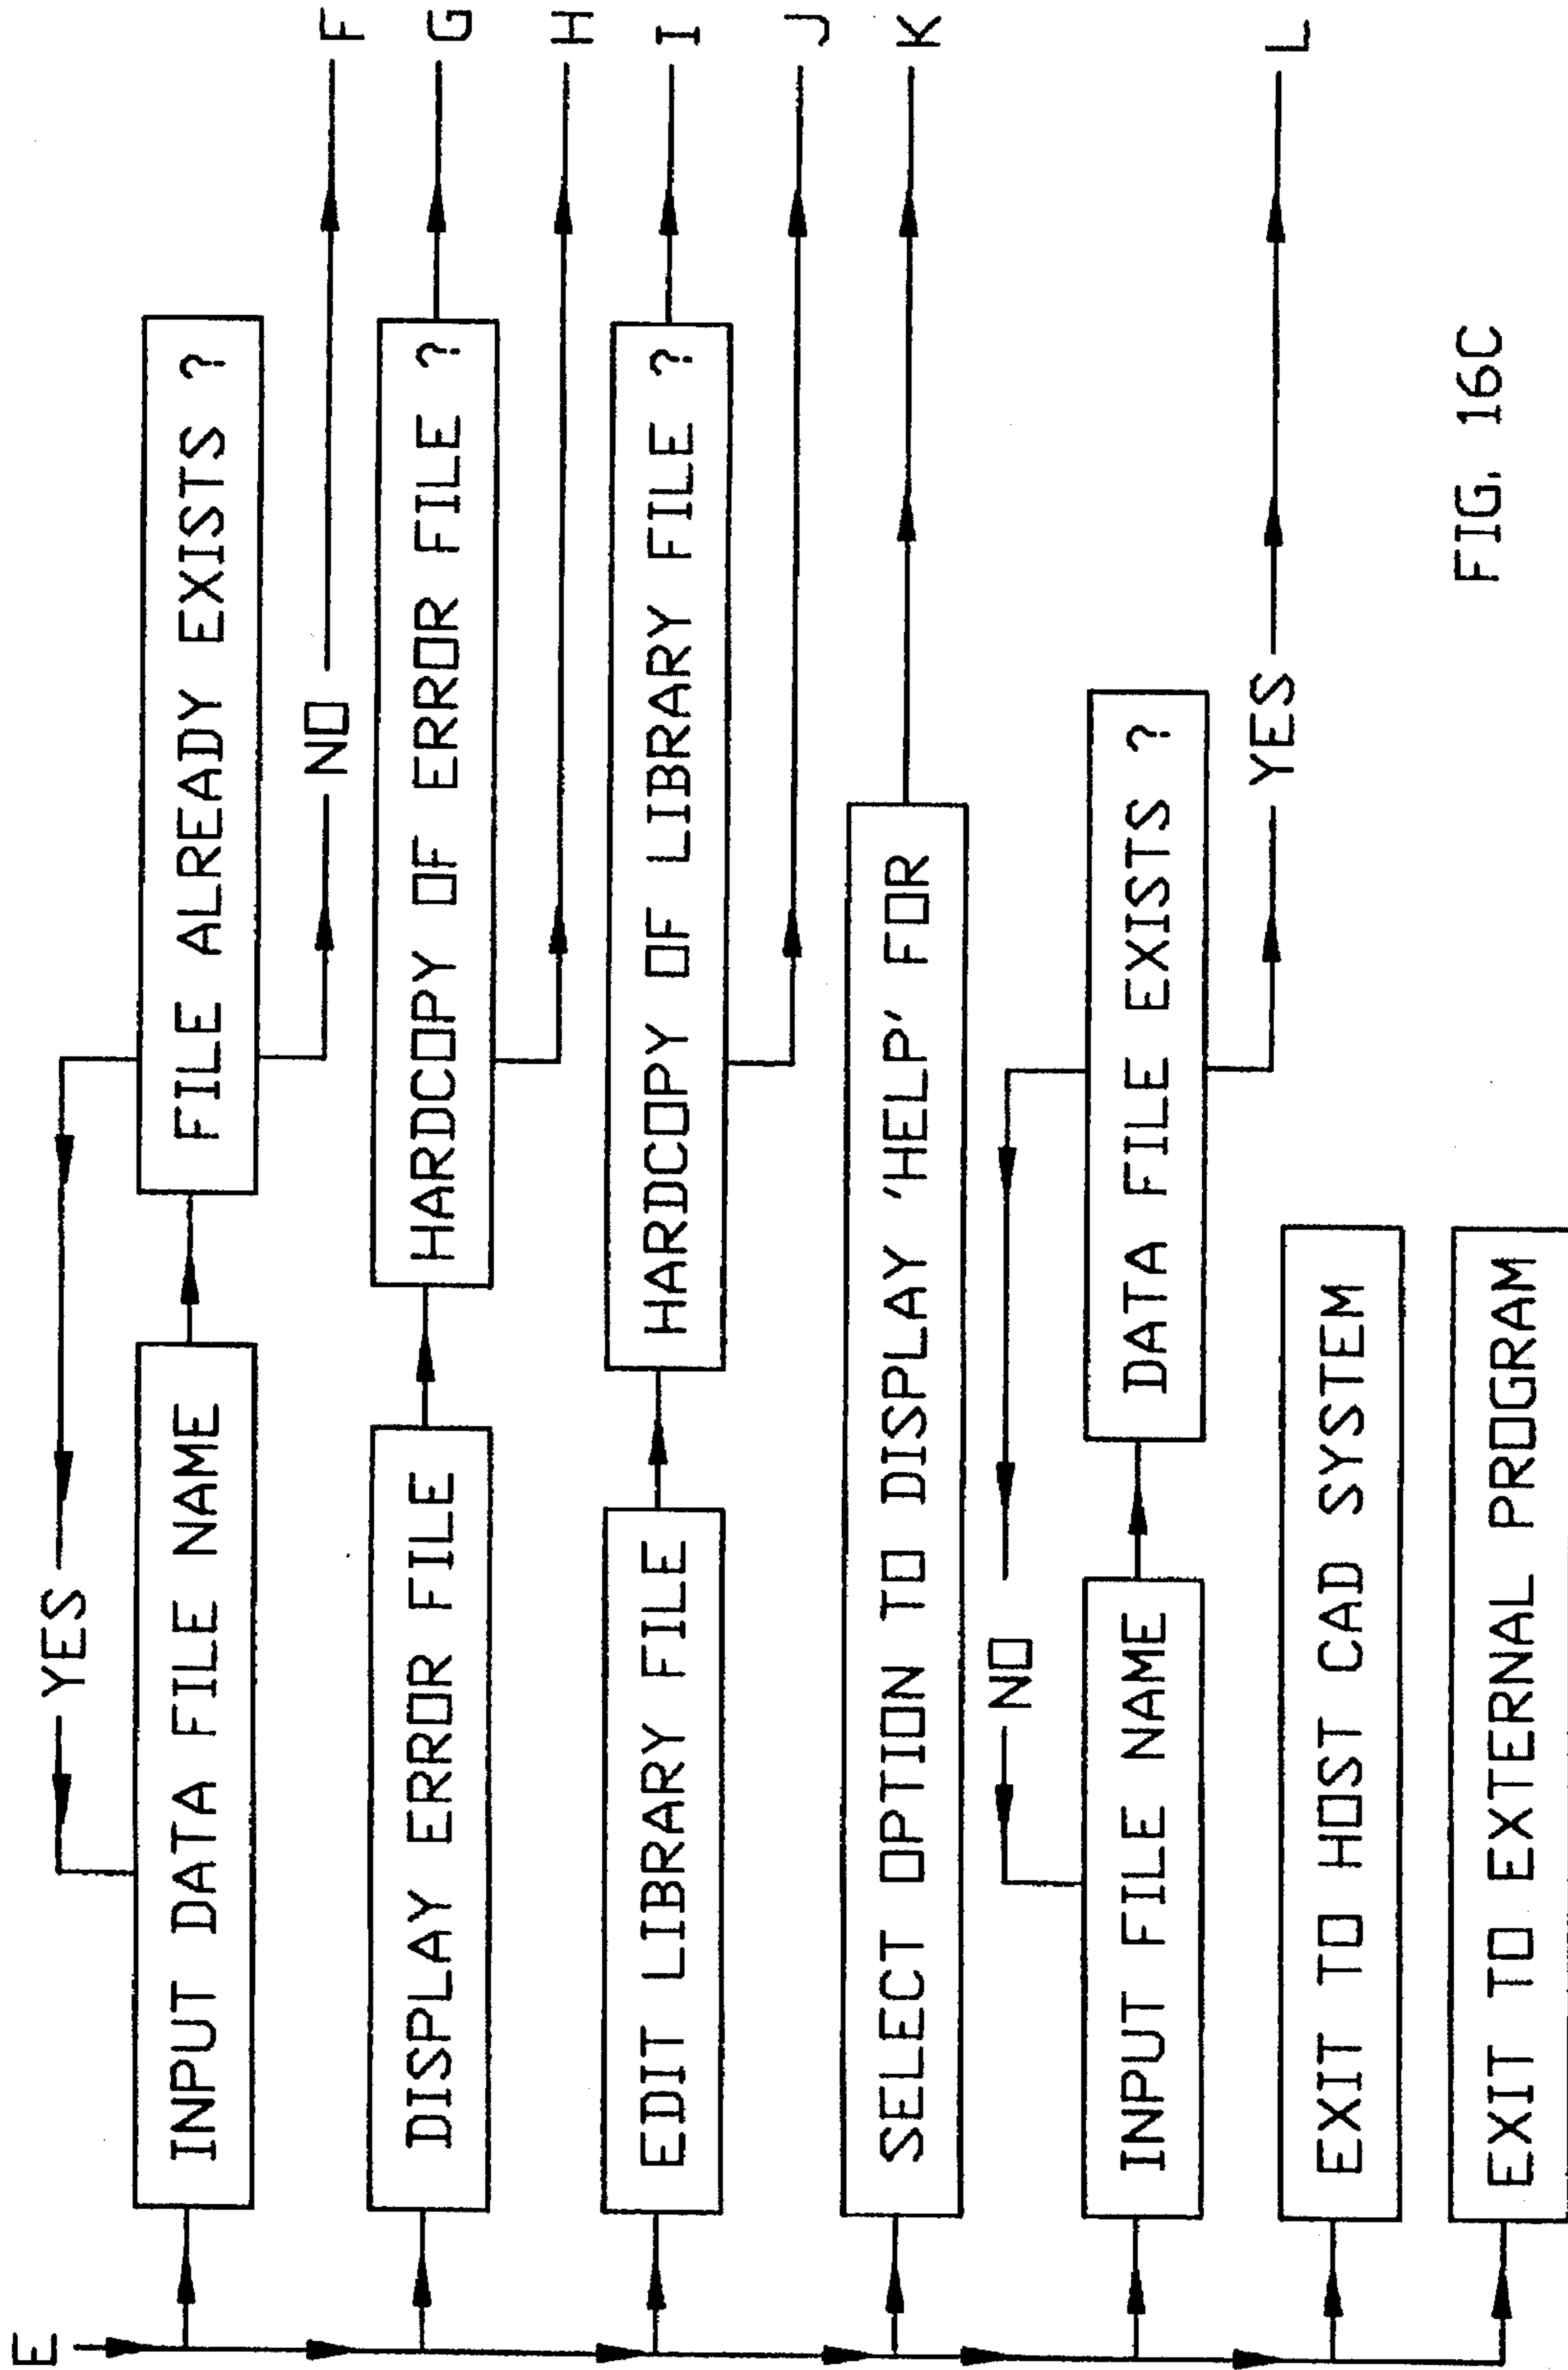 E
YES
INPUT DATA FILE NAME
FILE ALREADY EXISTS ?
NO
F
DISPLAY ERROR FILE
HARDCOPY OF ERROR FILE ?
G
H
EDIT LIBRARY FILE
HARDCOPY OF LIBRARY FILE ?
I
J
SELECT OPTION TO DISPLAY 'HELP' FOR
K
NO
INPUT FILE NAME
DATA FILE EXISTS ?
YES
L
EXIT TO HOST CAD SYSTEM
EXIT TO EXTERNAL PROGRAM
FIG. 16C